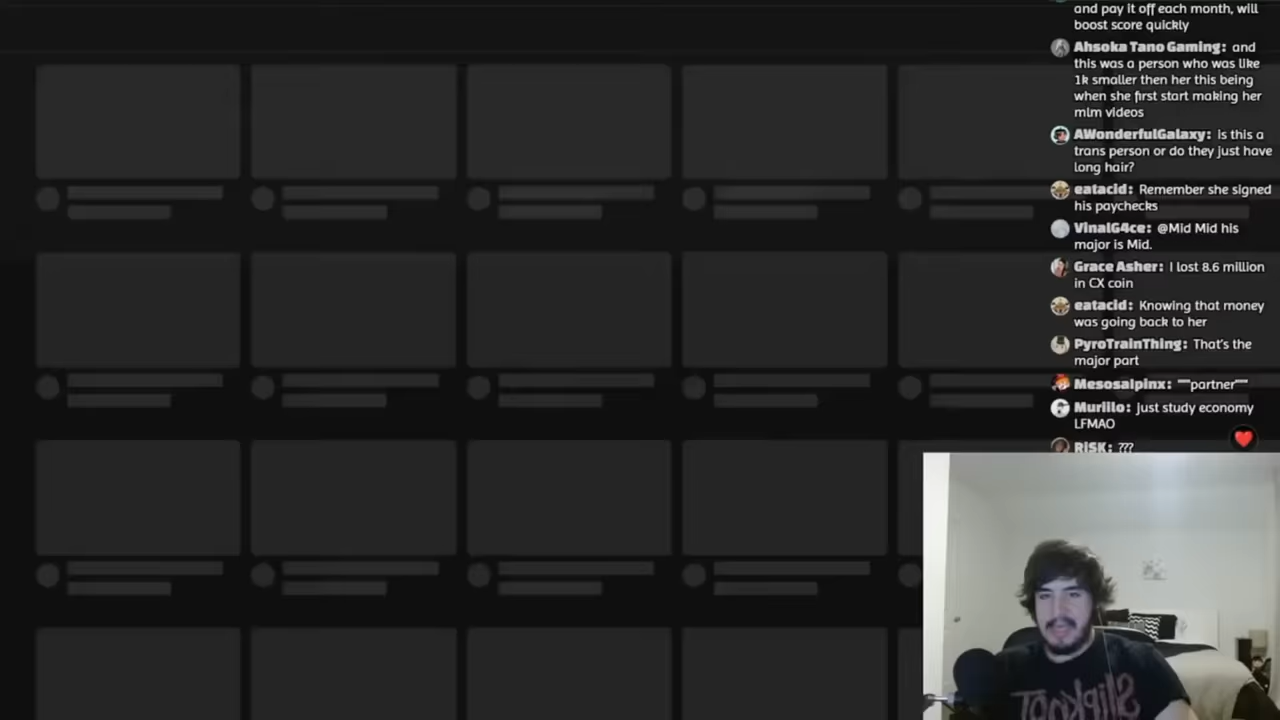 and pay it off each month, will
boost score quickly
Ahsoka Tano Gaming: and
this was a person who was like
1k smaller then her this being
when she first start making her
mlm videos
AWonderfulGalaxy: is this a
trans person or do they just have
long hair?
eatacid: Remember she signed
his paychecks
VinalG4ce: @Mid Mid his
major is Mid.
Grace Asher: I lost 8.6 million
in CX coin
eatacid: Knowing that money
was going back to her
PyroTrainThing: That's the
major part
Mesosalpinx: """partner"""
Murillo: just study economy
LFMAO
RiSK: ???
SlipKnoT